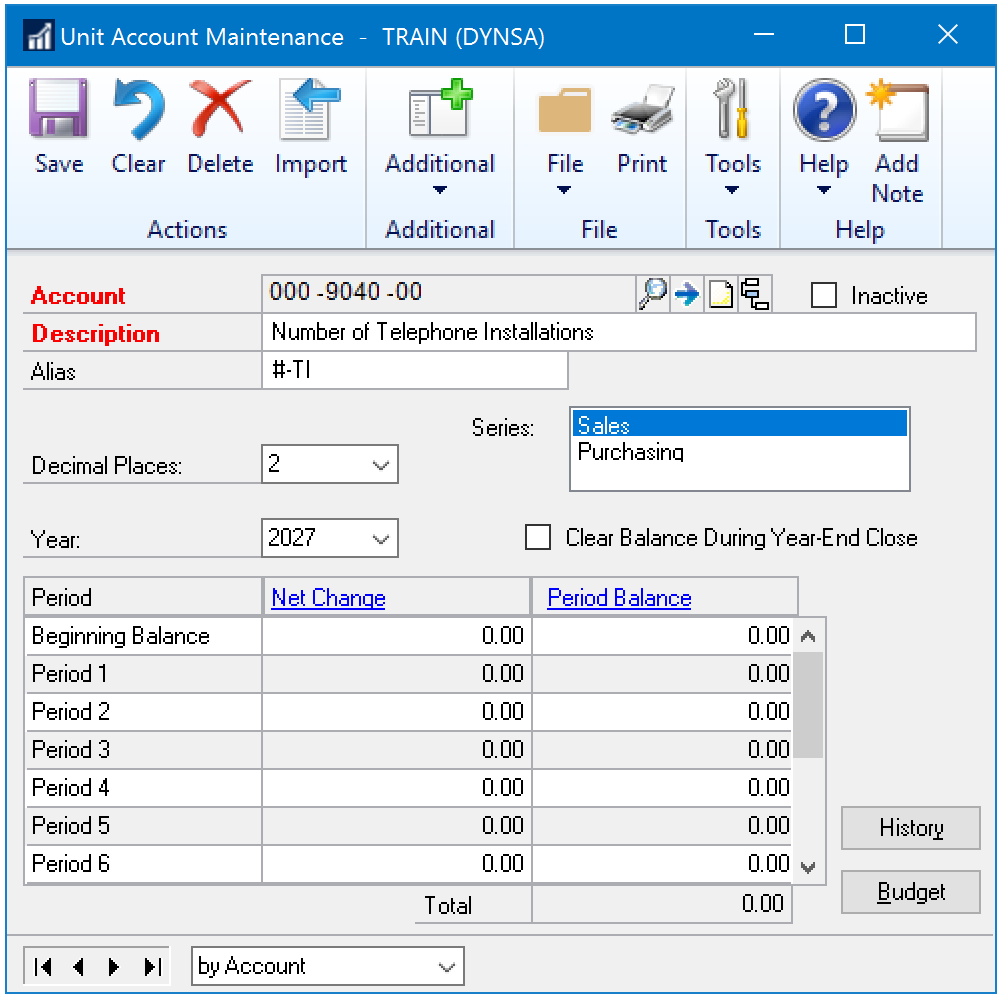 Unit Account Maintenance - TRAIN (DYNSA)
Save Clear Delete Import Additional File Print Tools Help Add Note
Actions Additional File Tools Help
Account 000 -9040 -00 Inactive
Description Number of Telephone Installations
Alias #-TI
Series: Sales
Purchasing
Decimal Places: 2
Year: 2027 Clear Balance During Year-End Close
Period Net Change Period Balance
Beginning Balance 0.00 0.00
Period 1 0.00 0.00
Period 2 0.00 0.00
Period 3 0.00 0.00
Period 4 0.00 0.00
Period 5 0.00 0.00
Period 6 0.00 0.00
History
Total 0.00
Budget
by Account